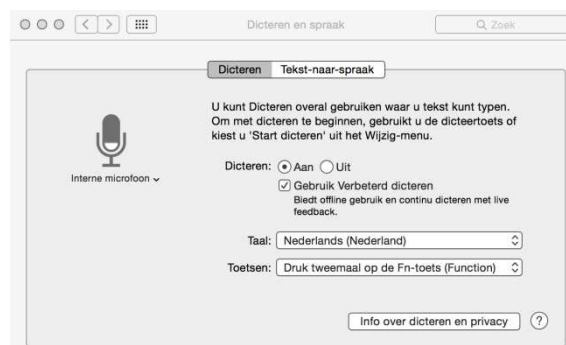 Dicteren en spraak
Zoek
Dicteren Tekst-naar-spraak
U kunt Dicteren overal gebruiken waar u tekst kunt typen.
Om met dicteren te beginnen, gebruikt u de dicteertoets of
kiest u 'Start dicteren' uit het Wijzig-menu.
Interne microfoon
Dicteren: Aan Uit
Gebruik Verbeterd dicteren
Biedt offline gebruik en continu dicteren met live
feedback.
Taal: Nederlands (Nederland)
Toetsen: Druk tweemaal op de Fn-toets (Function)
Info over dicteren en privacy ?